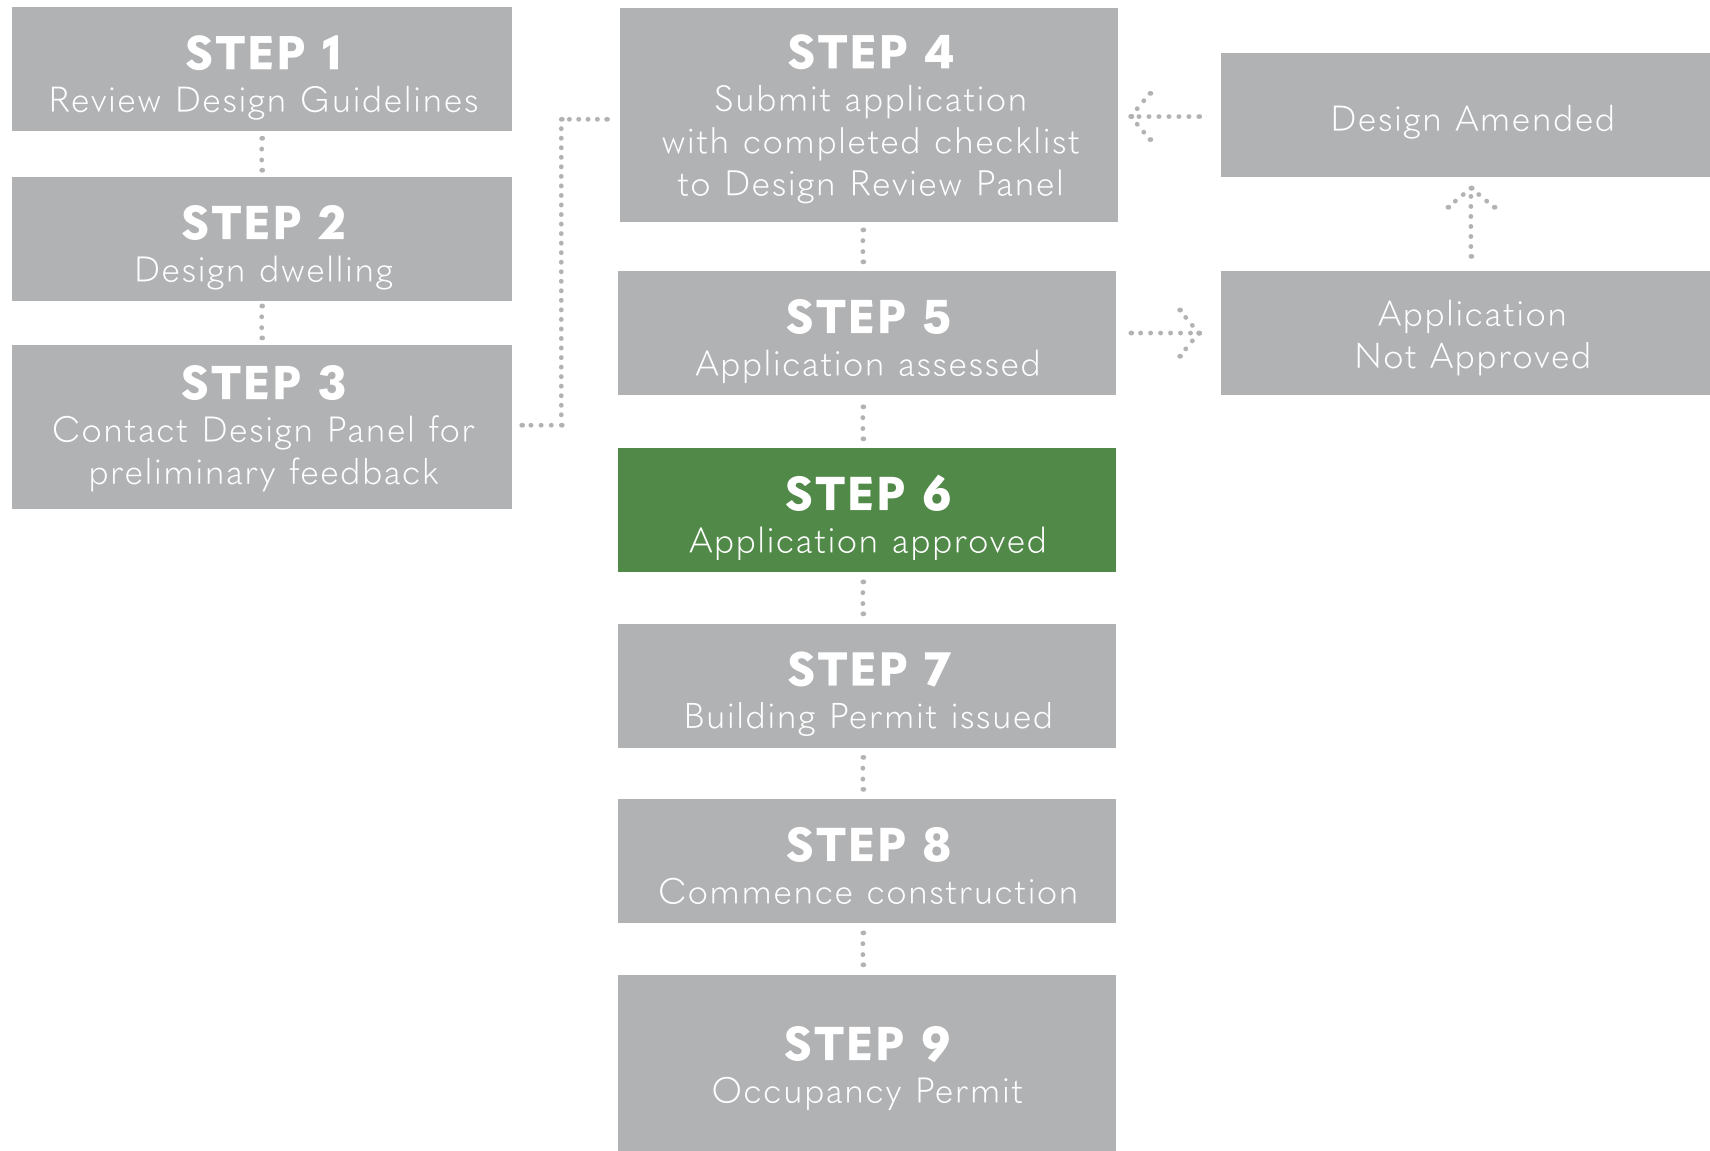 STEP 1
Review Design Guidelines
STEP 2
Design dwelling
STEP 3
Contact Design Panel for
preliminary feedback
STEP 4
Submit application
with completed checklist
to Design Review Panel
STEP 5
Application assessed
Application
Not Approved
Design Amended
STEP 6
Application approved
STEP 7
Building Permit issued
STEP 8
Commence construction
STEP 9
Occupancy Permit